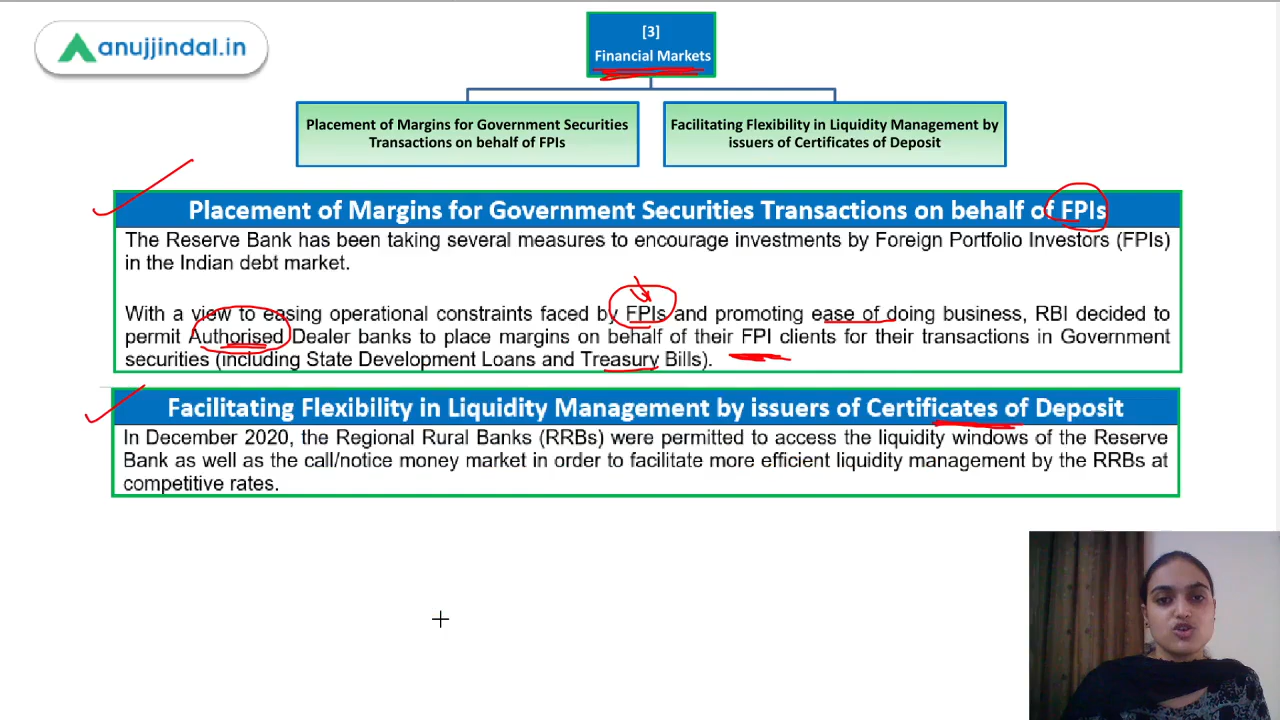 anujjindal.in
[3]
Financial Markets
Placement of Margins for Government Securities
Transactions on behalf of FPIs
Facilitating Flexibility in Liquidity Management by
issuers of Certificates of Deposit
Placement of Margins for Government Securities Transactions on behalf of FPIs
The Reserve Bank has been taking several measures to encourage investments by Foreign Portfolio Investors (FPIs)
in the Indian debt market.
With a view to easing operational constraints faced by FPIs and promoting ease of doing business, RBI decided to
permit Authorised Dealer banks to place margins on behalf of their FPI clients for their transactions in Government
securities (including State Development Loans and Treasury Bills).
Facilitating Flexibility in Liquidity Management by issuers of Certificates of Deposit
In December 2020, the Regional Rural Banks (RRBs) were permitted to access the liquidity windows of the Reserve
Bank as well as the call/notice money market in order to facilitate more efficient liquidity management by the RRBs at
competitive rates.